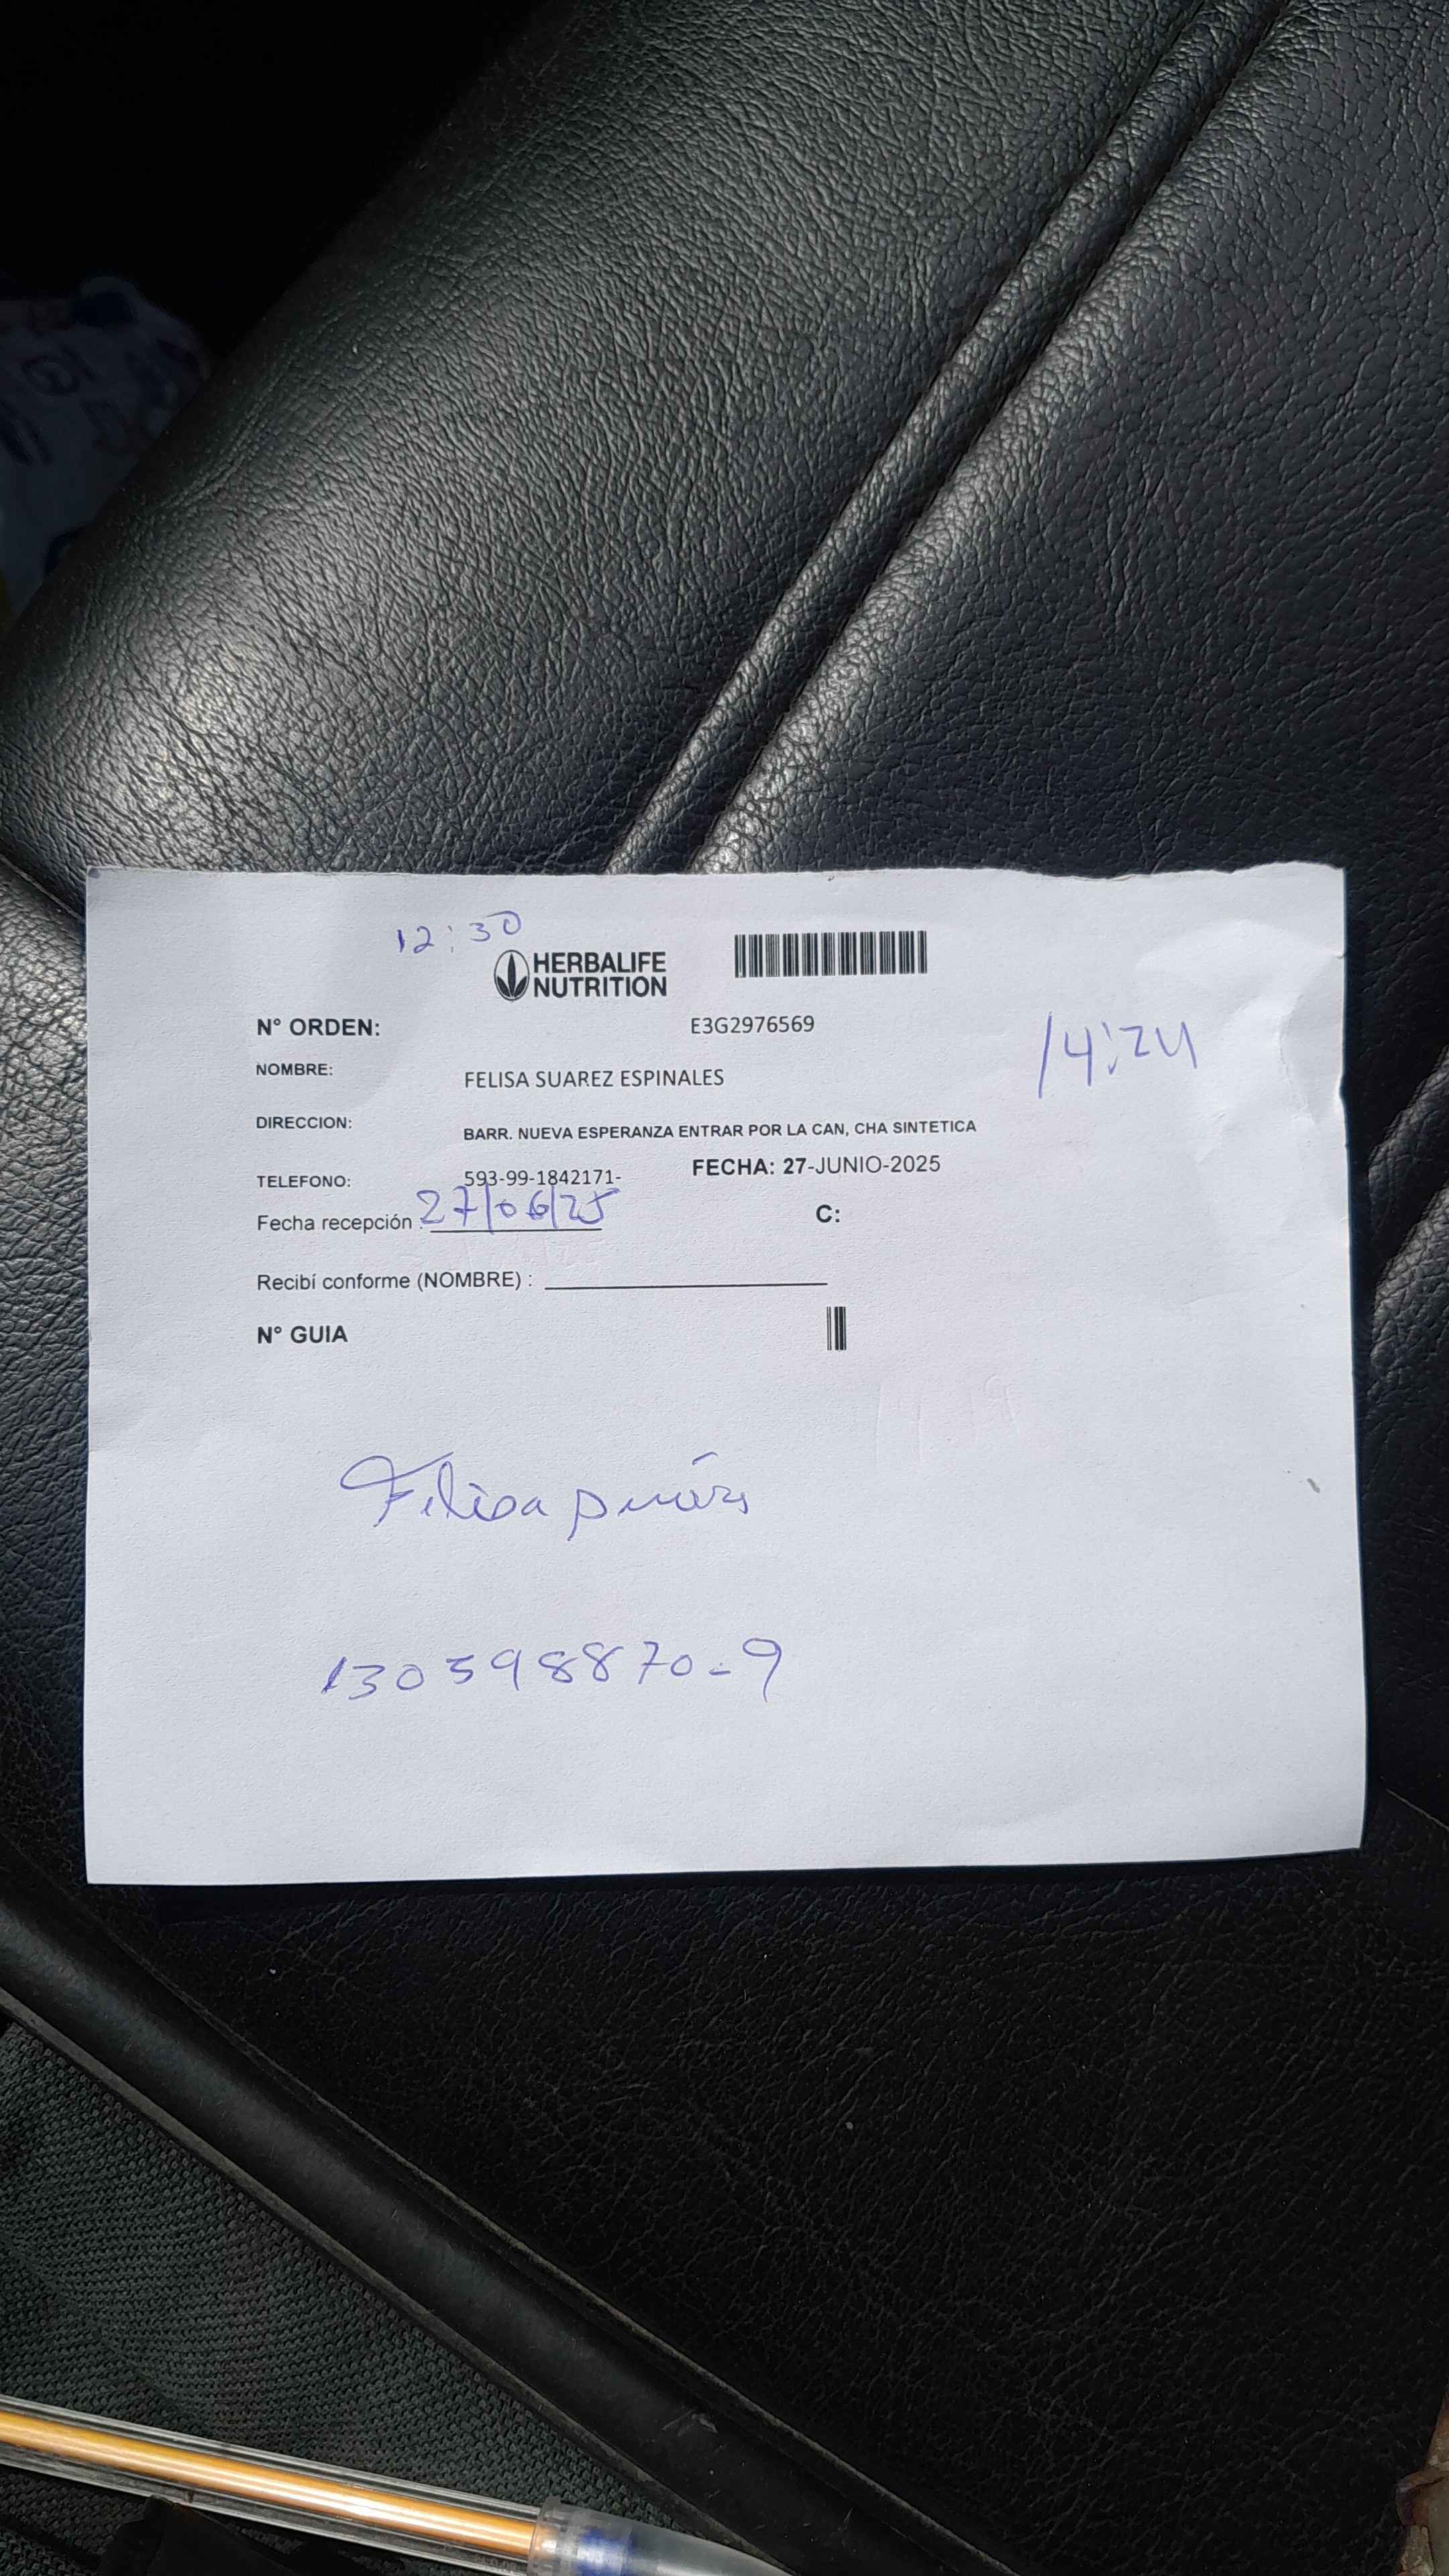 12:30
HERBALIFE
NUTRITION
N° ORDEN: E3G2976569
14:24
NOMBRE: FELISA SUAREZ ESPINALES
DIRECCION: BARR. NUEVA ESPERANZA ENTRAR POR LA CAN, CHA SINTETICA
TELEFONO: 593-99-1842171- FECHA: 27-JUNIO-2025
Fecha recepción : 27/06/25 C:
Recibí conforme (NOMBRE) :
N° GUIA
Felisa
130398870-9